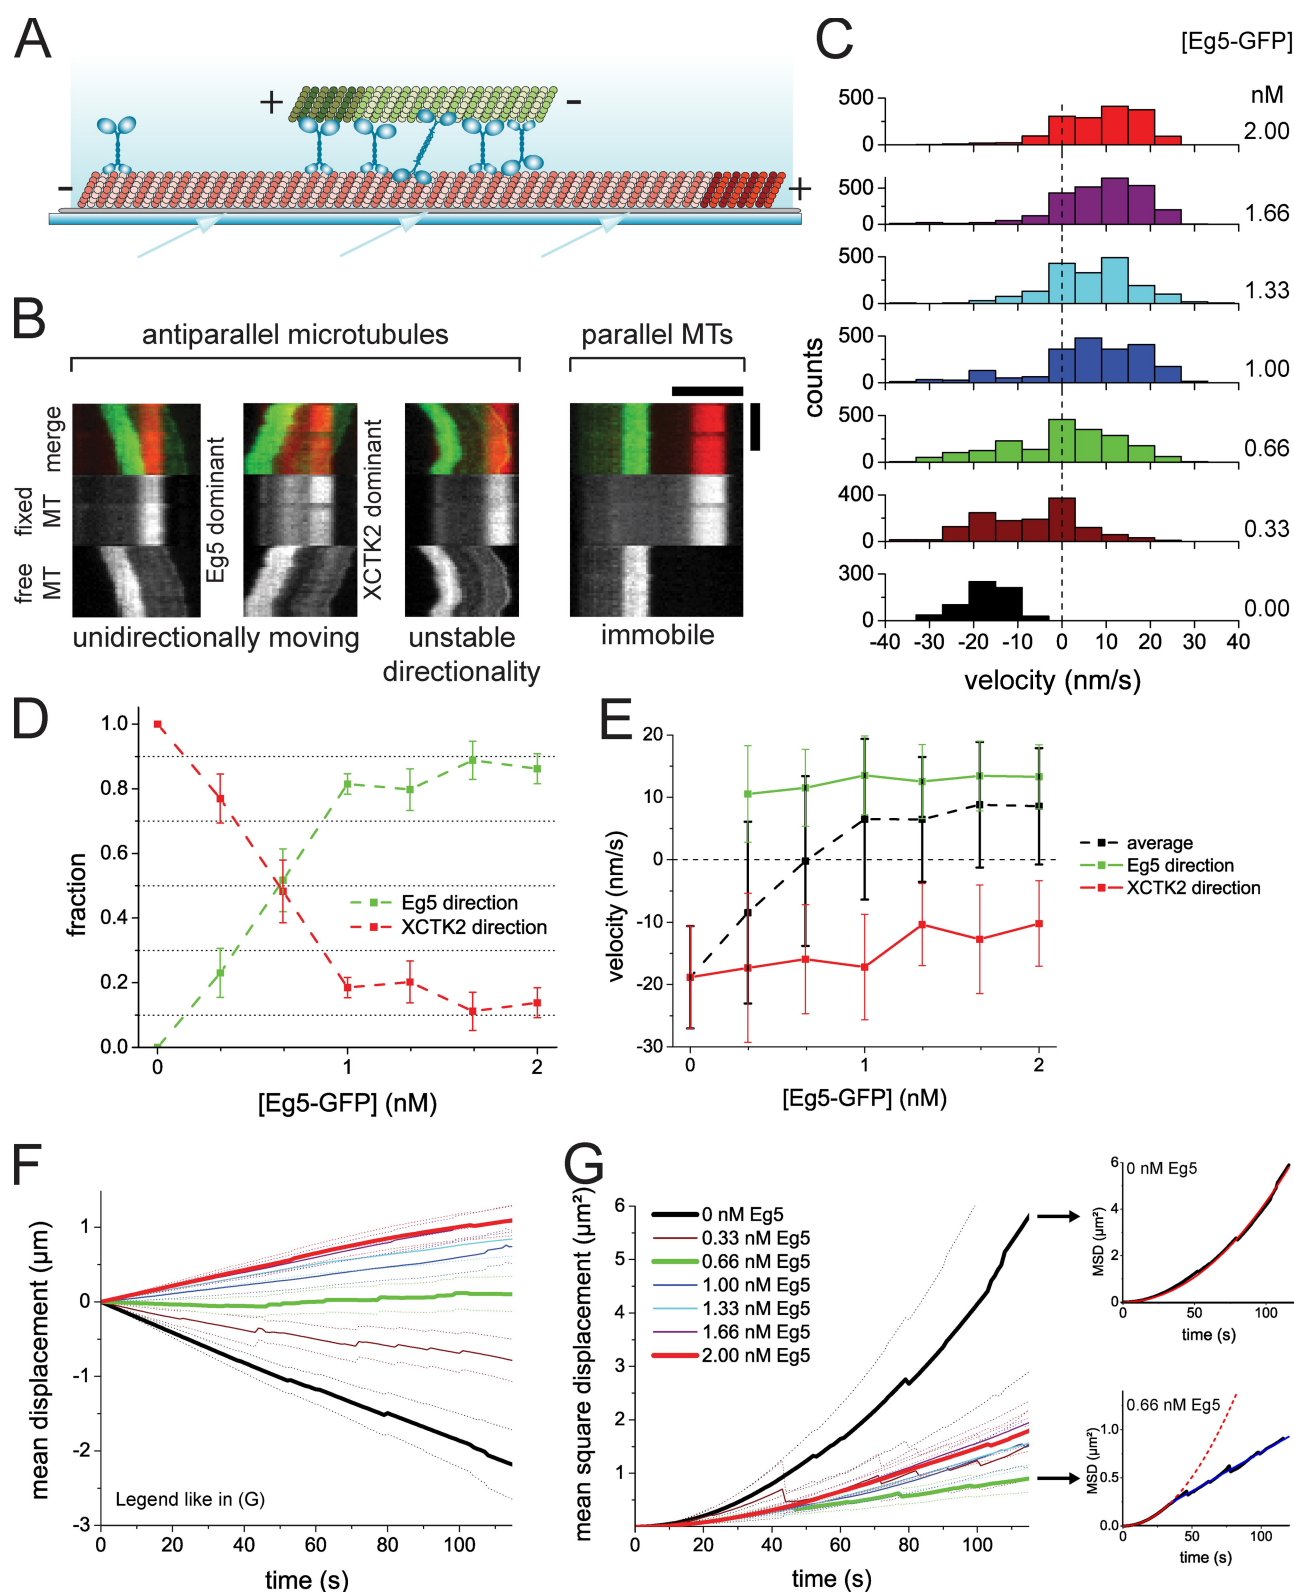 A
+
-
-
+
B
antiparallel microtubules
parallel MTs
merge
fixed
MT
free
MT
Eg5 dominant
XCTK2 dominant
unidirectionally moving
unstable
directionality
immobile
C
[Eg5-GFP]
nM
500
0
2.00
500
0
1.66
500
0
1.33
500
0
1.00
500
0
0.66
400
0
0.33
300
0
0.00
counts
-40 -30 -20 -10 0 10 20 30 40
velocity (nm/s)
D
1.0
0.8
0.6
0.4
0.2
0.0
fraction
Eg5 direction
XCTK2 direction
0 1 2
[Eg5-GFP] (nM)
E
20
10
0
-10
-20
-30
velocity (nm/s)
average
Eg5 direction
XCTK2 direction
0 1 2
[Eg5-GFP] (nM)
F
1
0
-1
-2
-3
mean displacement (µm)
Legend like in (G)
0 20 40 60 80 100
time (s)
G
6
5
4
3
2
1
mean square displacement (µm²)
0 nM Eg5
0.33 nM Eg5
0.66 nM Eg5
1.00 nM Eg5
1.33 nM Eg5
1.66 nM Eg5
2.00 nM Eg5
0 20 40 60 80 100
time (s)
0 nM Eg5
6
4
2
0
MSD (µm²)
0 50 100
time (s)
0.66 nM Eg5
1.0
0.5
0.0
MSD (µm²)
0 50 100
time (s)